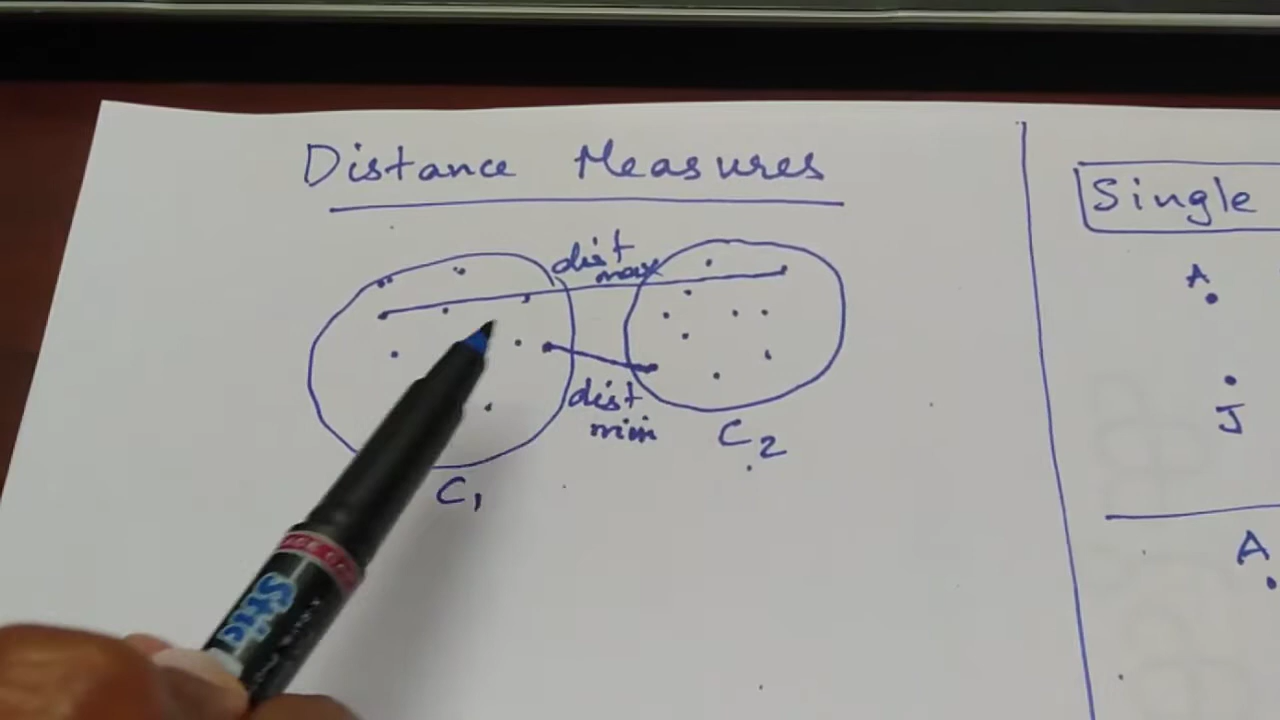 Distance Measures
dist
max
dist
min
C1
C2
Single
A
J
A
Stic